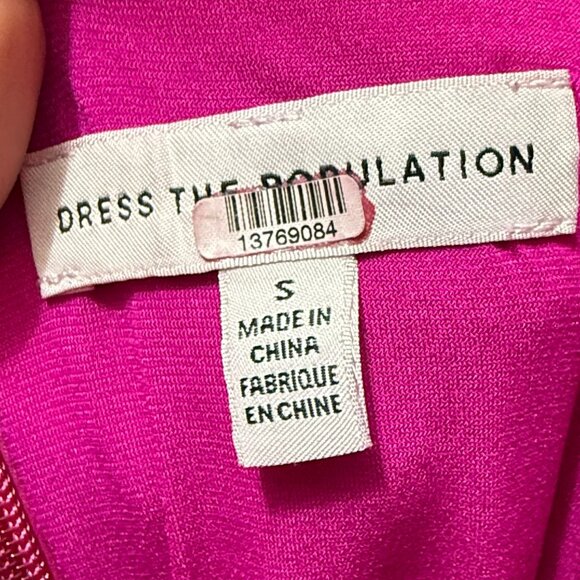 DRESS THE POPULATION
13769084
S
MADE IN
CHINA
FABRIQUE
EN CHINE